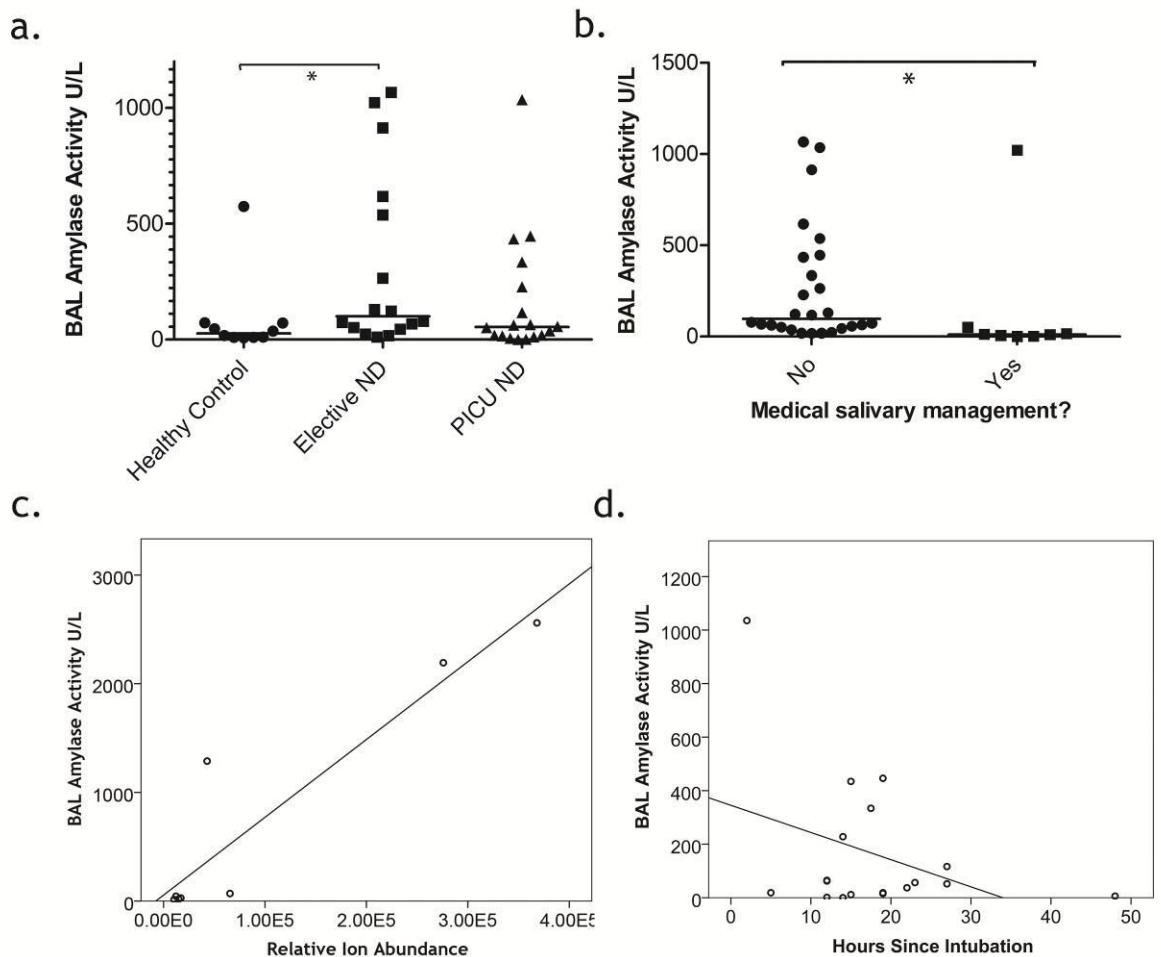 a.
BAL Amylase Activity U/L
1000
500
0
*
Healthy Control
Elective ND
PICU ND
b.
BAL Amylase Activity U/L
1500
1000
500
0
*
No
Yes
Medical salivary management?
c.
BAL Amylase Activity U/L
3000
2000
1000
0
.00E0
1.00E5
2.00E5
3.00E5
4.00E5
Relative Ion Abundance
d.
BAL Amylase Activity U/L
1200
1000
800
600
400
200
0
0
10
20
30
40
50
Hours Since Intubation